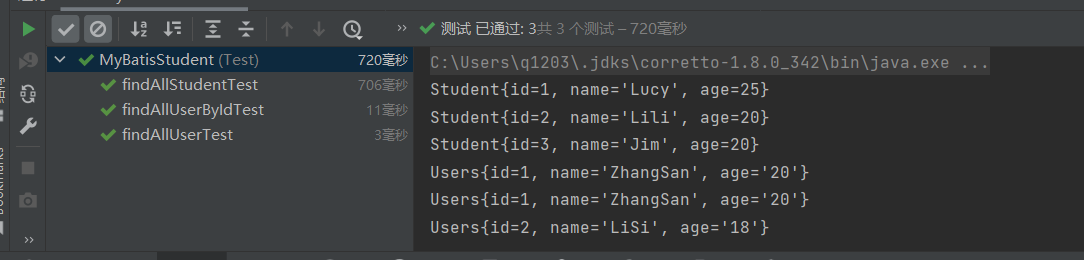 测试 已通过: 3共 3 个测试 – 720毫秒
MyBatisStudent (Test) 720毫秒
findAllStudentTest 706毫秒
findAllUserByIdTest 11毫秒
findAllUserTest 3毫秒
C:\Users\q1203\.jdks\corretto-1.8.0_342\bin\java.exe ...
Student{id=1, name='Lucy', age=25}
Student{id=2, name='Lili', age=20}
Student{id=3, name='Jim', age=20}
Users{id=1, name='ZhangSan', age='20'}
Users{id=1, name='ZhangSan', age='20'}
Users{id=2, name='LiSi', age='18'}